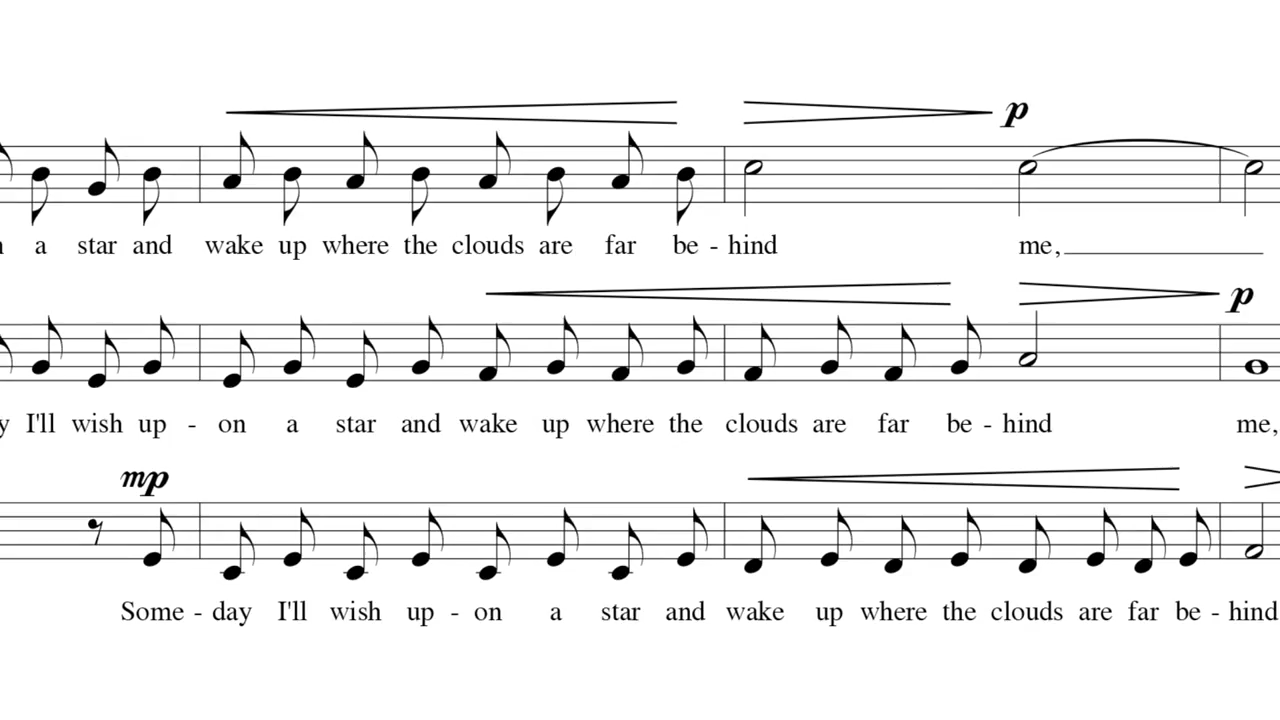 p
a star and wake up where the clouds are far be - hind me,
p
I'll wish up - on a star and wake up where the clouds are far be - hind me,
mp
Some - day I'll wish up - on a star and wake up where the clouds are far be - hind